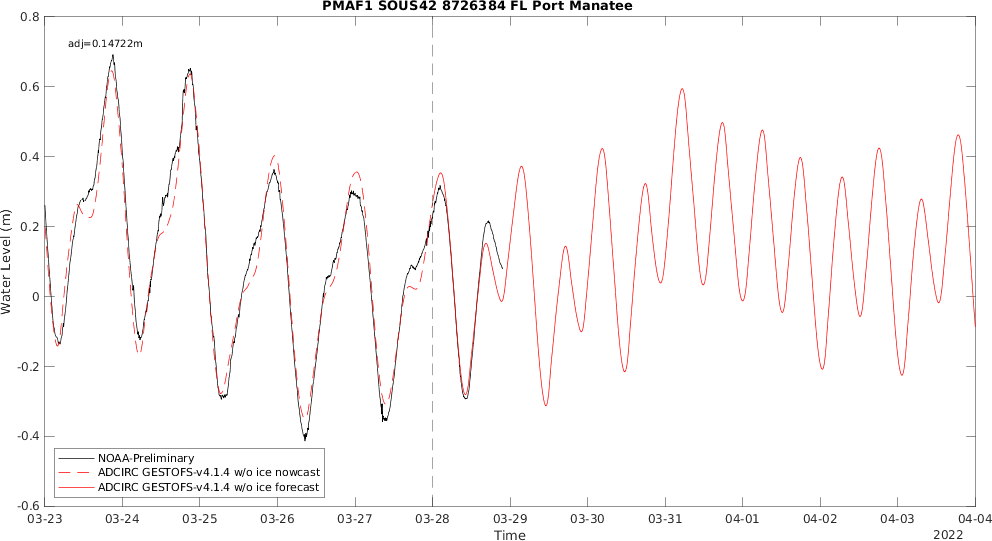 PMAF1 SOUS42 8726384 FL Port Manatee
adj=0.14722m
Water Level (m)
0.8
0.6
0.4
0.2
0
-0.2
-0.4
-0.6
NOAA-Preliminary
ADCIRC GESTOFS-v4.1.4 w/o ice nowcast
ADCIRC GESTOFS-v4.1.4 w/o ice forecast
03-23 03-24 03-25 03-26 03-27 03-28 03-29 03-30 03-31 04-01 04-02 04-03 04-04
Time
2022